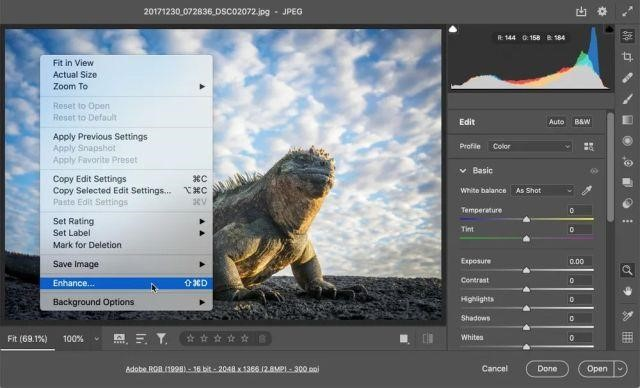 20171230_072836_DSC02072.jpg - JPEG
R: 144 G: 158 B: 184
Fit in View
Actual Size
Zoom To
Reset to Open
Reset to Default
Apply Previous Settings
Apply Snapshot
Apply Favorite Preset
Copy Edit Settings ⌘C
Copy Selected Edit Settings... ⌥⌘C
Paste Edit Settings ⌘V
Set Rating
Set Label
Mark for Deletion
Save Image
Enhance... ⇧⌘D
Background Options
Edit Auto B&W
Profile Color
Basic
White balance As Shot
Temperature 0
Tint 0
Exposure 0.00
Contrast 0
Highlights 0
Shadows 0
Whites 0
Fit (69.1%) 100%
Adobe RGB (1998) - 16 bit - 2048 x 1366 (2.8MP) - 300 ppi
Cancel Done Open